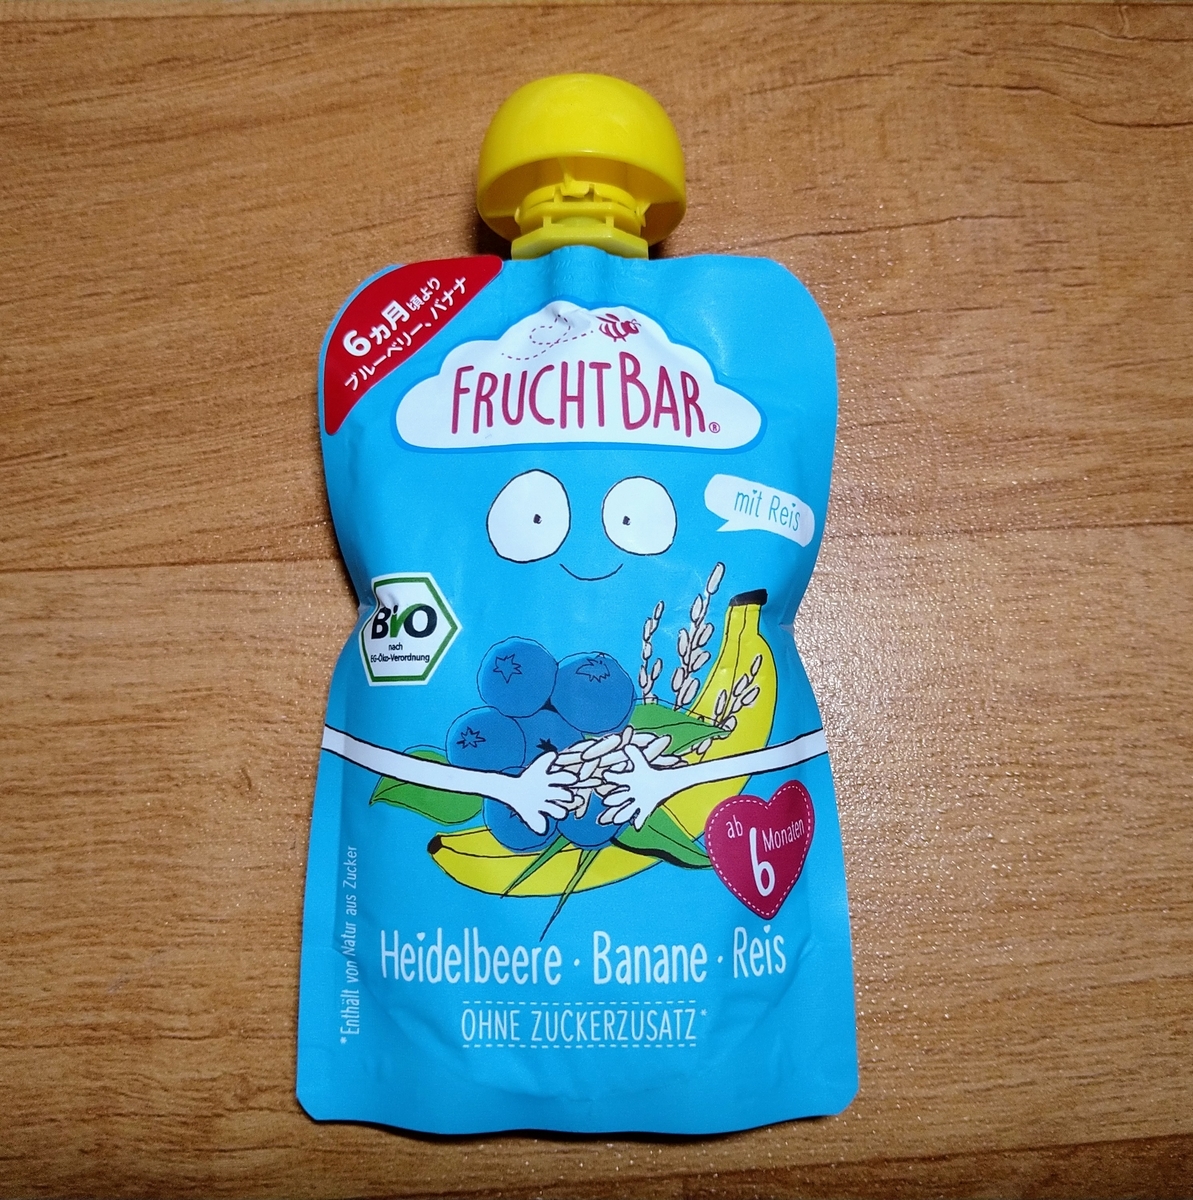 6ヵ月頃より
ブルーベリー、バナナ
FRUCHTBAR®
mit Reis
BiO
nach
EG-Öko-Verordnung
ab
6 Monaten
*Enthält von Natur aus Zucker
Heidelbeere · Banane · Reis
OHNE ZUCKERZUSATZ*